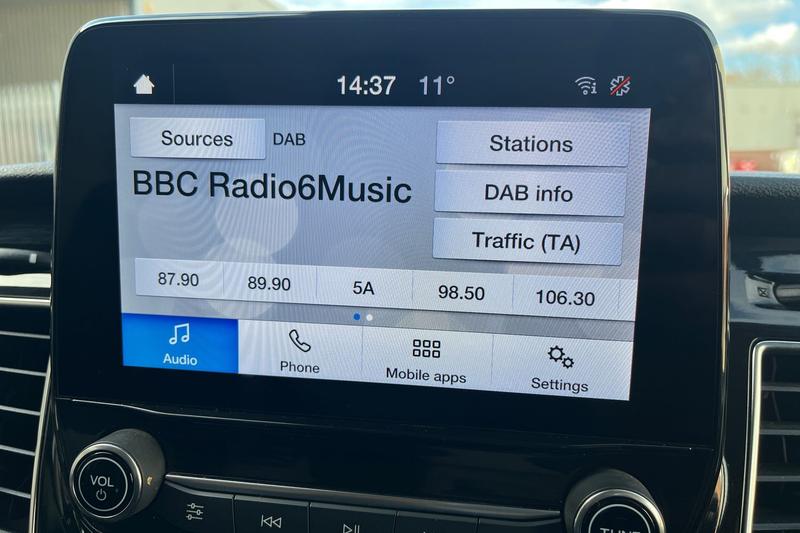 14:37 11°
Sources DAB
Stations
BBC Radio6Music
DAB info
Traffic (TA)
87.90 89.90 5A 98.50 106.30
Audio Phone Mobile apps Settings
VOL
TUNE